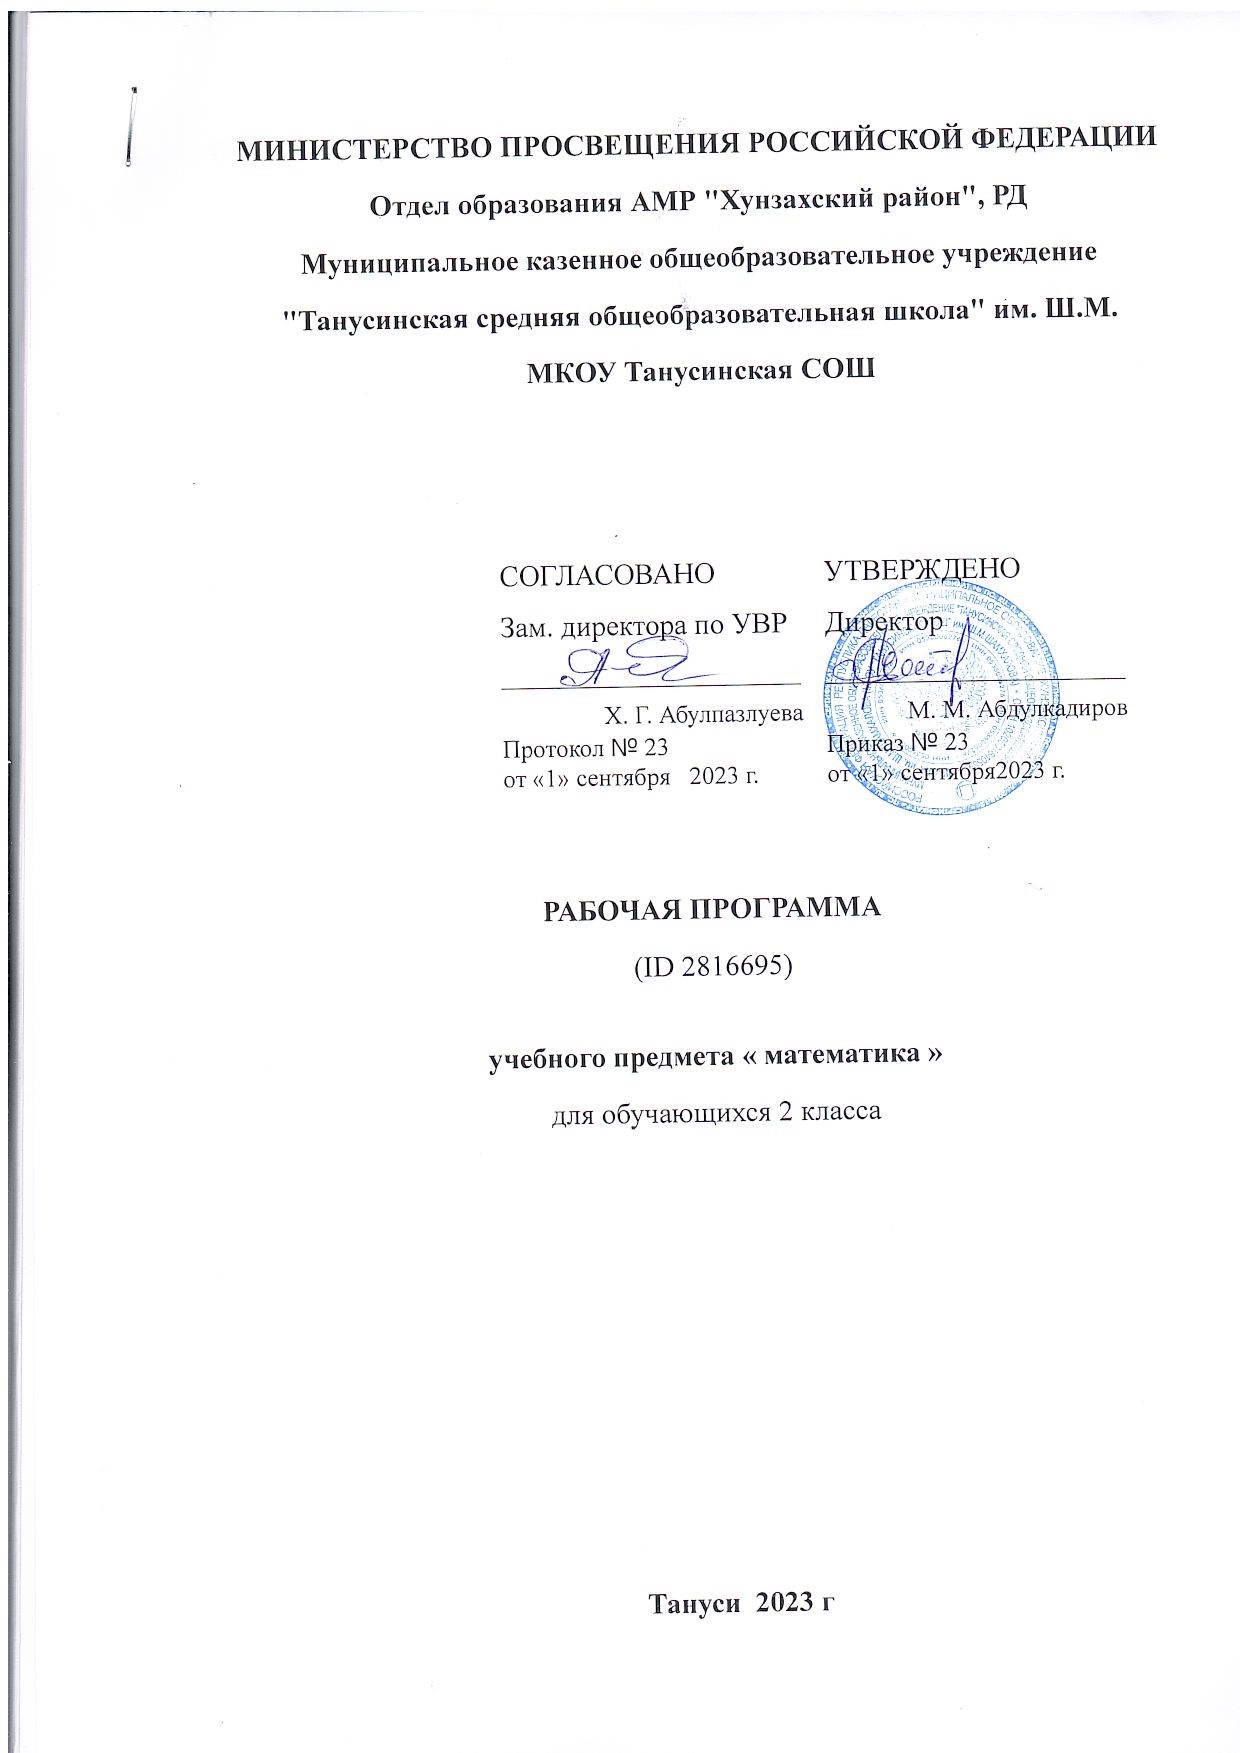 МИНИСТЕРСТВО ПРОСВЕЩЕНИЯ РОССИЙСКОЙ ФЕДЕРАЦИИ
Отдел образования АМР "Хунзахский район", РД
Муниципальное казенное общеобразовательное учреждение
"Танусинская средняя общеобразовательная школа" им. Ш.М.
МКОУ Танусинская СОШ
СОГЛАСОВАНО
Зам. директора по УВР
Х. Г. Абулпазлуева
Протокол № 23
от «1» сентября 2023 г.
УТВЕРЖДЕНО
Директор
М. М. Абдулкадиров
Приказ № 23
от «1» сентября2023 г.
РАБОЧАЯ ПРОГРАММА
(ID 2816695)
учебного предмета « математика »
для обучающихся 2 класса
Тануси 2023 г